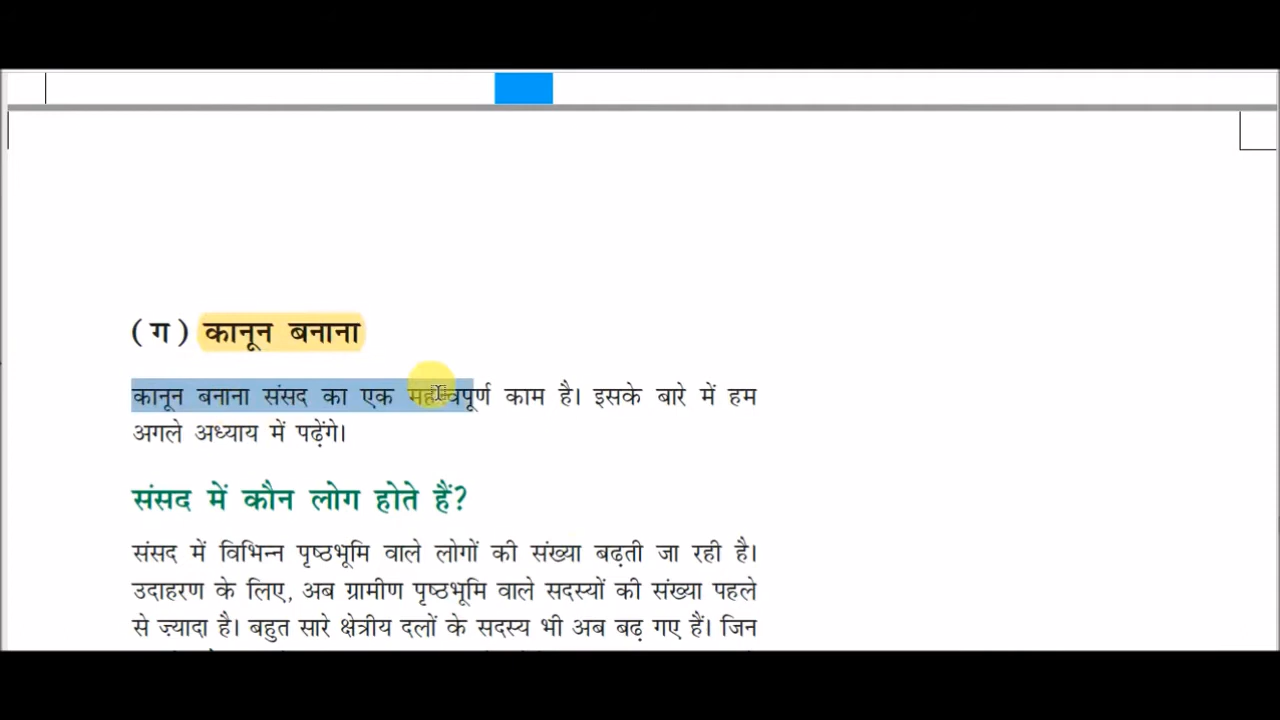 (ग) कानून बनाना
कानून बनाना संसद का एक महत्त्वपूर्ण काम है। इसके बारे में हम
अगले अध्याय में पढ़ेंगे।
संसद में कौन लोग होते हैं?
संसद में विभिन्न पृष्ठभूमि वाले लोगों की संख्या बढ़ती जा रही है।
उदाहरण के लिए, अब ग्रामीण पृष्ठभूमि वाले सदस्यों की संख्या पहले
से ज़्यादा है। बहुत सारे क्षेत्रीय दलों के सदस्य भी अब बढ़ गए हैं। जिन